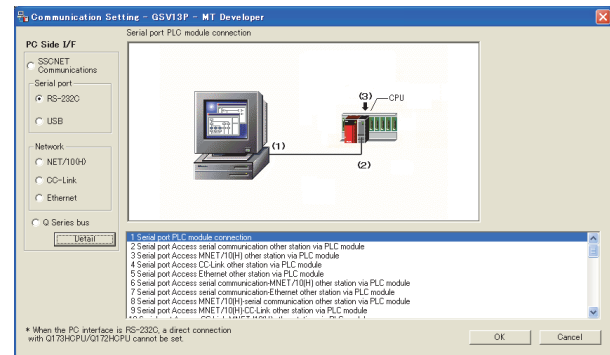 Communication Setting - GSV13P - MT Developer
PC Side I/F
SSCNET
Communications
Serial port
RS-232C
USB
Network
NET/10(H)
CC-Link
Ethernet
Q Series bus
Detail
Serial port PLC module connection
(1)
(2)
(3)
CPU
1 Serial port PLC module connection
2 Serial port Access serial communication other station via PLC module
3 Serial port Access MNET/10(H) other station via PLC module
4 Serial port Access CC-Link other station via PLC module
5 Serial port Access Ethernet other station via PLC module
6 Serial port Access serial communication-MNET/10(H) other station via PLC module
7 Serial port Access serial communication-Ethernet other station via PLC module
8 Serial port Access MNET/10(H)-serial communication other station via PLC module
9 Serial port Access MNET/10(H)-CC-Link other station via PLC module
* When the PC interface is RS-232C, a direct connection
with Q173HCPU/Q172HCPU cannot be set.
OK
Cancel